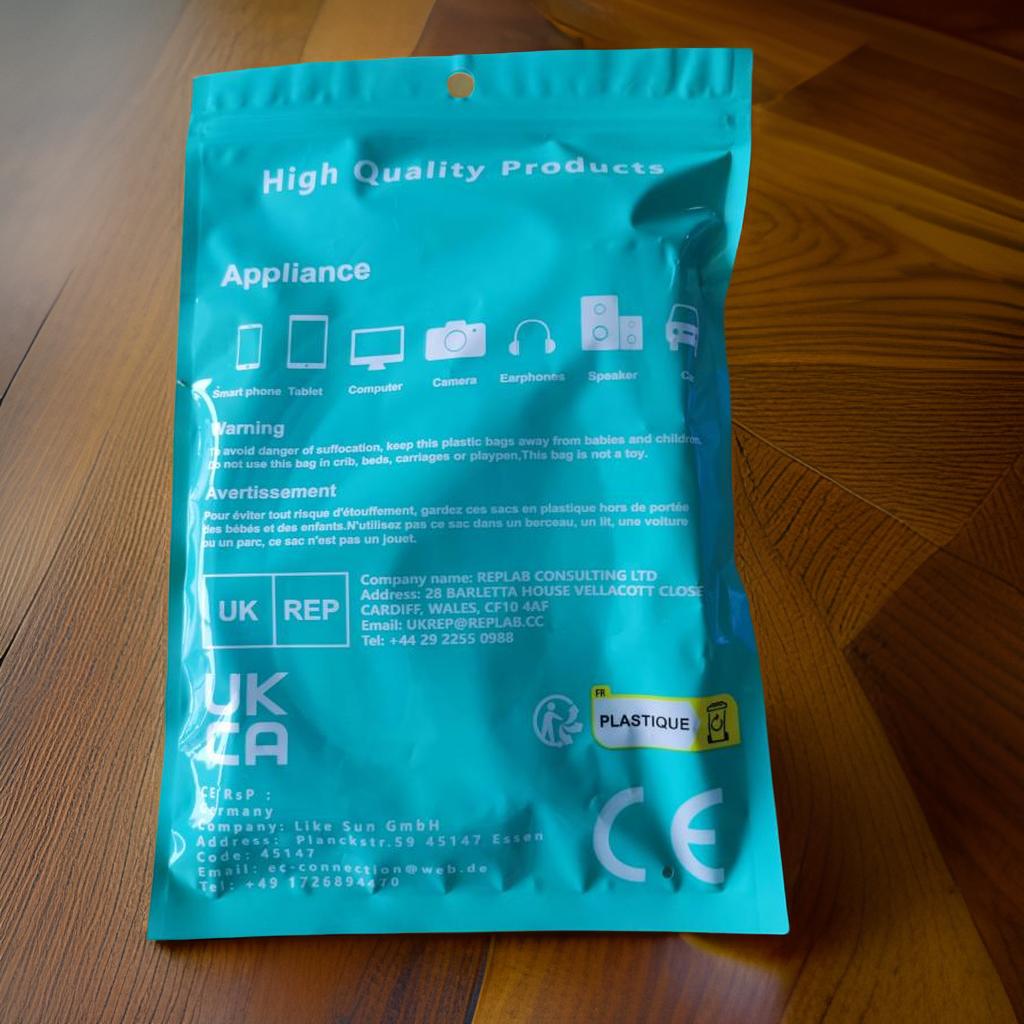 High Quality Products
Appliance
Smart phone Tablet Computer Camera Earphones Speaker
Warning
To avoid danger of suffocation, keep this plastic bags away from babies and children.
Do not use this bag in crib, beds, carriages or playpen,This bag is not a toy.
Avertissement
Pour éviter tout risque d'étouffement, gardez ces sacs en plastique hors de portée
des bébés et des enfants.N'utilisez pas ce sac dans un berceau, un lit, une voiture
ou un parc, ce sac n'est pas un jouet.
UK REP
Company name: REPLAB CONSULTING LTD
Address: 28 BARLETTA HOUSE VELLACOTT CLOSE
CARDIFF, WALES, CF10 4AF
Email: UKREP@REPLAB.CC
Tel: +44 29 2255 0988
UK
CA
FR
PLASTIQUE
CE RsP :
Germany
Company: Like Sun GmbH
Address: Planckstr.59 45147 Essen
Code: 45147
Email: ec-connection@web.de
Tel: +49 1726894470
CE